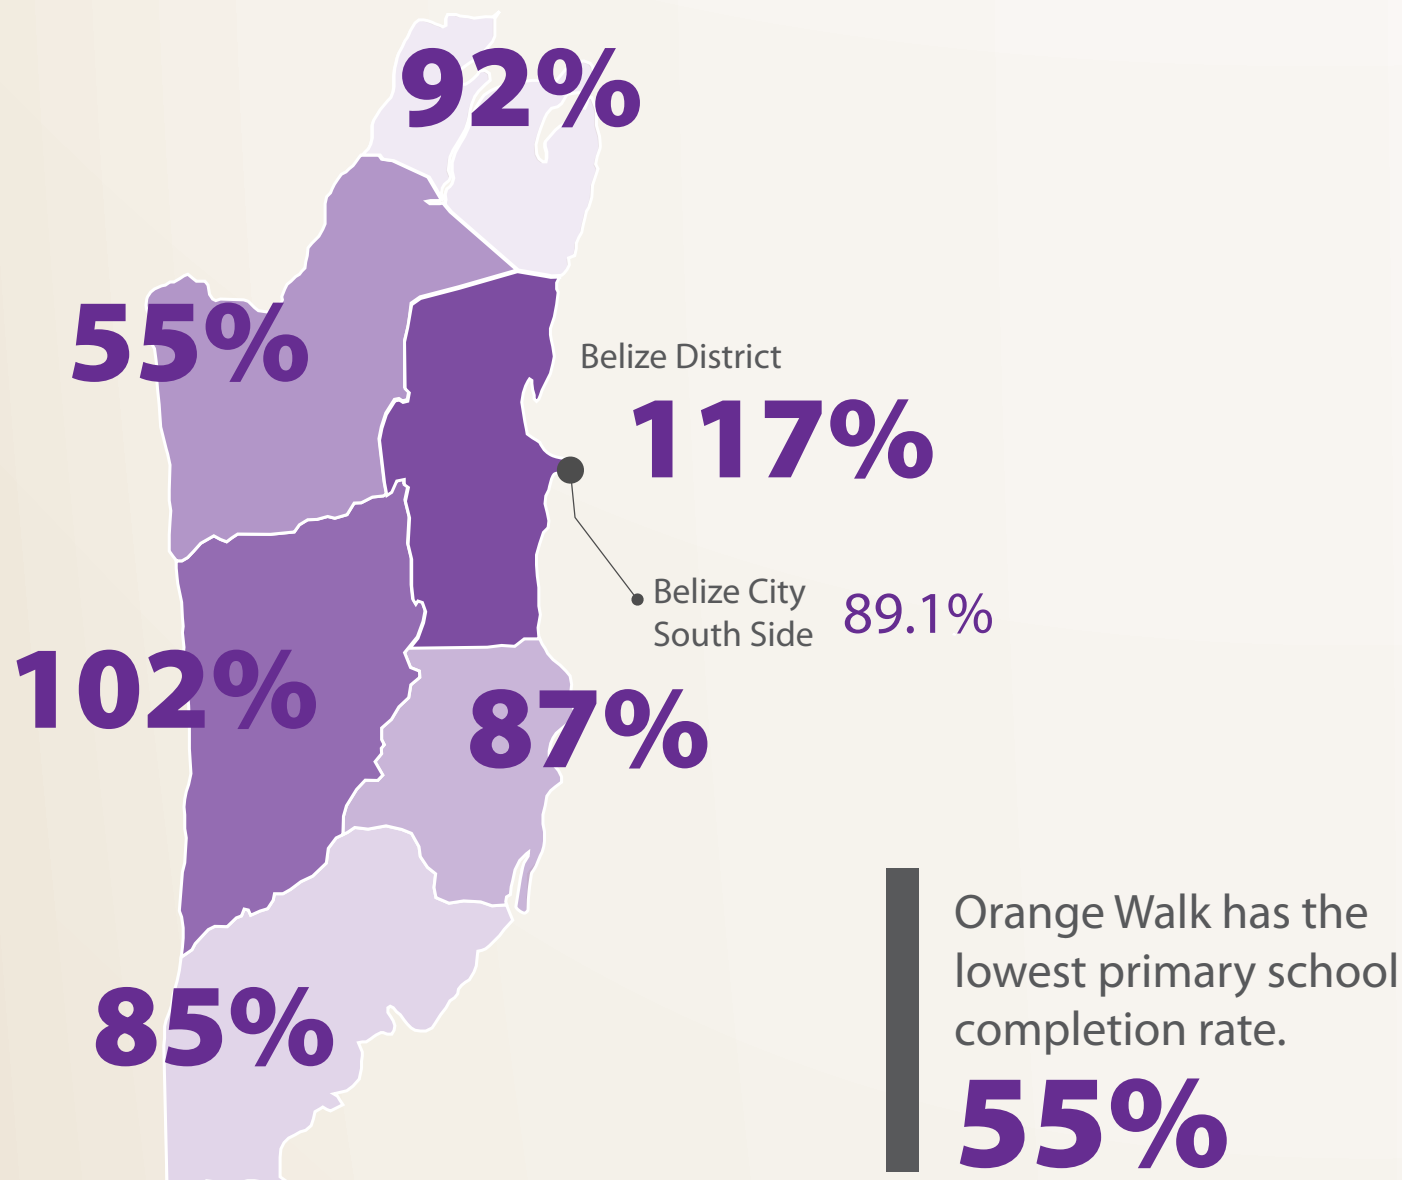 92%
55%
Belize District
117%
Belize City
South Side
89.1%
102%
87%
85%
Orange Walk has the
lowest primary school
completion rate.
55%